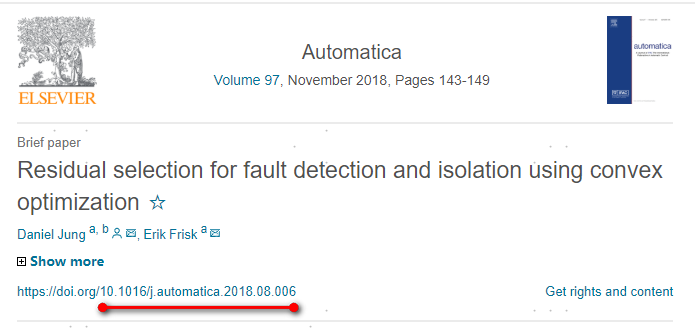 ELSEVIER
Automatica
Volume 97, November 2018, Pages 143-149
automatica
Brief paper
Residual selection for fault detection and isolation using convex
optimization ☆
Daniel Jung a, b, Erik Frisk a
Show more
https://doi.org/10.1016/j.automatica.2018.08.006
Get rights and content